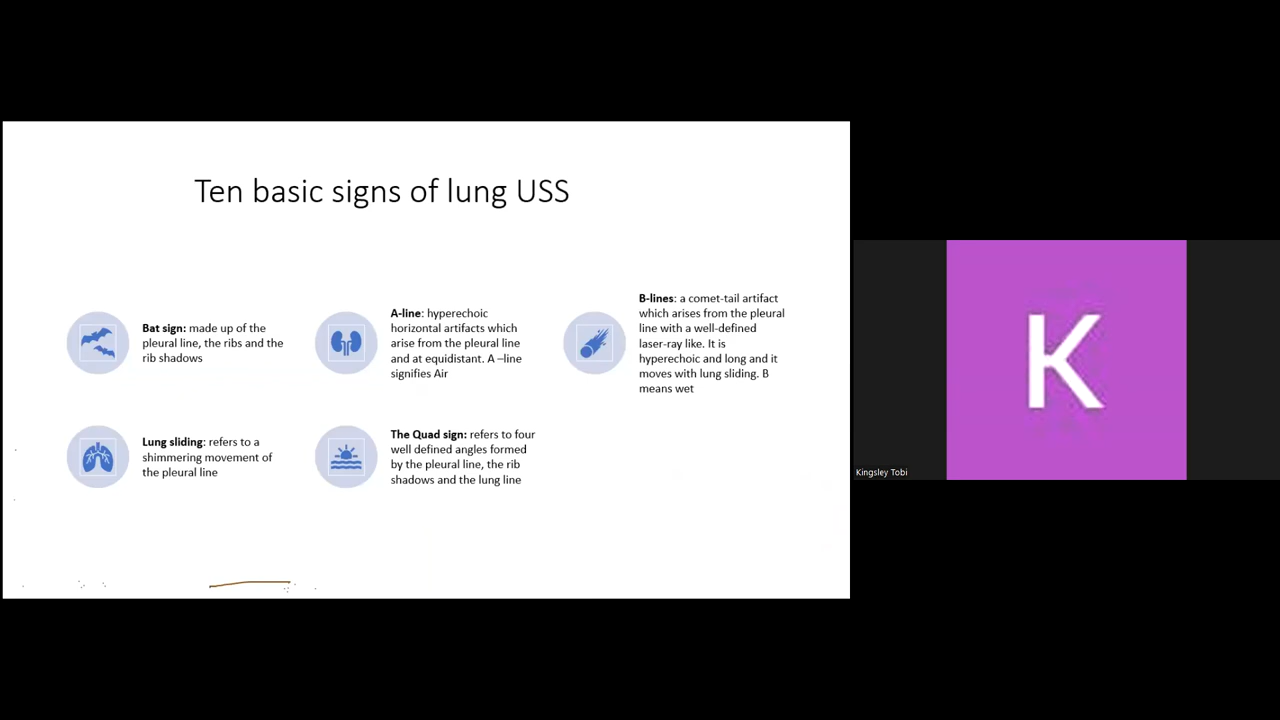 Ten basic signs of lung USS
Bat sign: made up of the
pleural line, the ribs and the
rib shadows
A-line: hyperechoic
horizontal artifacts which
arise from the pleural line
and at equidistant. A –line
signifies Air
B-lines: a comet-tail artifact
which arises from the pleural
line with a well-defined
laser-ray like. It is
hyperechoic and long and it
moves with lung sliding. B
means wet
Lung sliding: refers to a
shimmering movement of
the pleural line
The Quad sign: refers to four
well defined angles formed
by the pleural line, the rib
shadows and the lung line
K
Kingsley Tobi